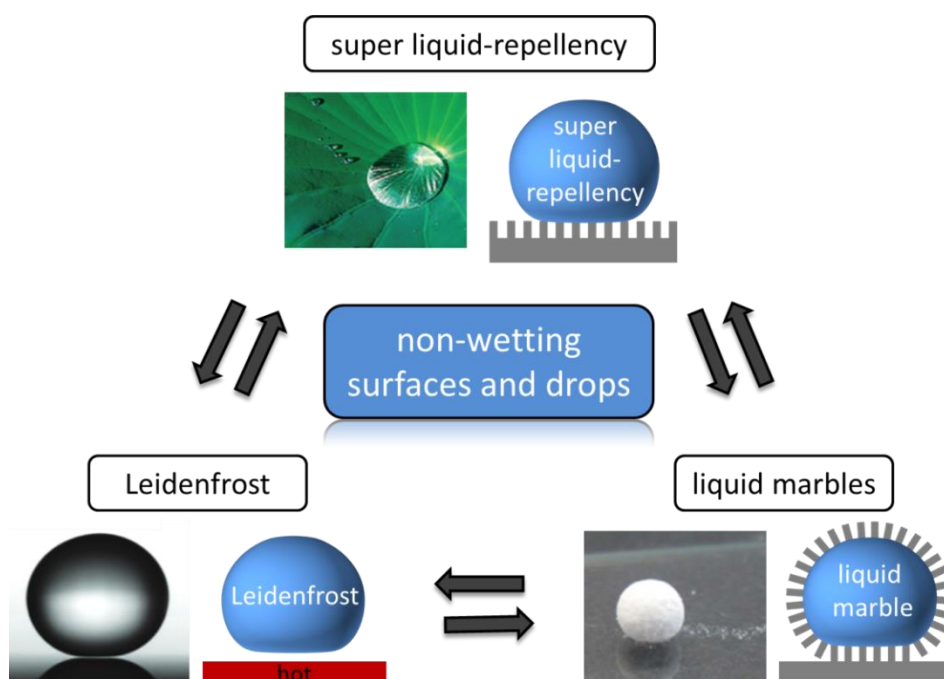 super liquid-repellency
super
liquid-
repellency
non-wetting
surfaces and drops
Leidenfrost
liquid marbles
Leidenfrost
hot
liquid
marble